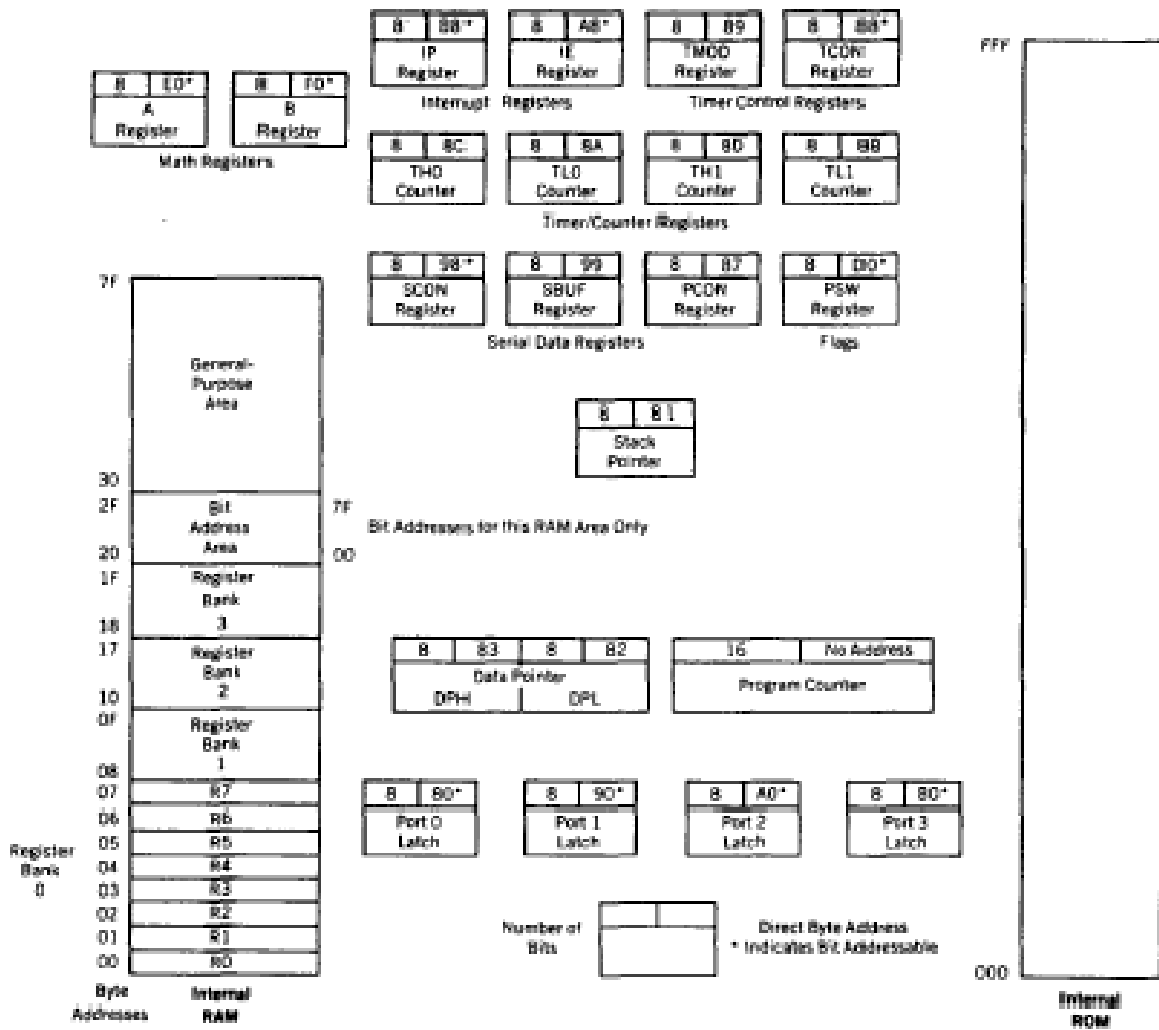 8 B8* 8 A8* 8 89 8 88*
IP Register IE Register TMOD Register TCON Register
Interrupt Registers Timer Control Registers
8 E0* 8 F0*
A Register B Register
Math Registers
8 8C 8 8A 8 8D 8 8B
TH0 Counter TL0 Counter TH1 Counter TL1 Counter
Timer/Counter Registers
8 98* 8 99 8 87 8 D0*
SCON Register SBUF Register PCON Register PSW Register
Serial Data Registers Flags
8 81
Stack
Pointer
7F
General-
Purpose
Area
30
2F
Bit
Address
Area
20
7F
00
Bit Addresses for this RAM Area Only
1F
Register
Bank
3
18
17
Register
Bank
2
10
0F
Register
Bank
1
08
07 R7
06 R6
05 R5
04 R4
03 R3
02 R2
01 R1
00 R0
Register
Bank
0
Byte
Addresses
Internal
RAM
8 83 8 82
Data Pointer
DPH DPL
16 No Address
Program Counter
8 80* 8 90* 8 A0* 8 B0*
Port 0 Latch Port 1 Latch Port 2 Latch Port 3 Latch
Number of
Bits
Direct Byte Address
* Indicates Bit Addressable
FFF
000
Internal
ROM